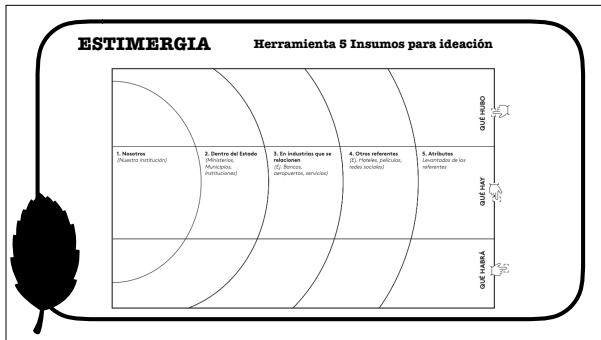 ESTIMERGIA
Herramienta 5 Insumos para ideación
1. Nosotros
(Nuestra institución)
2. Dentro del Estado
(Ministerios,
Municipios,
Instituciones)
3. En industrias que se
relacionen
(Ej. Bancos,
aeropuertos, servicios)
4. Otros referentes
(Ej. Hoteles, películas,
redes sociales)
5. Atributos
Levantados de los
referentes
QUÉ HUBO
QUÉ HAY
QUÉ HABRÁ